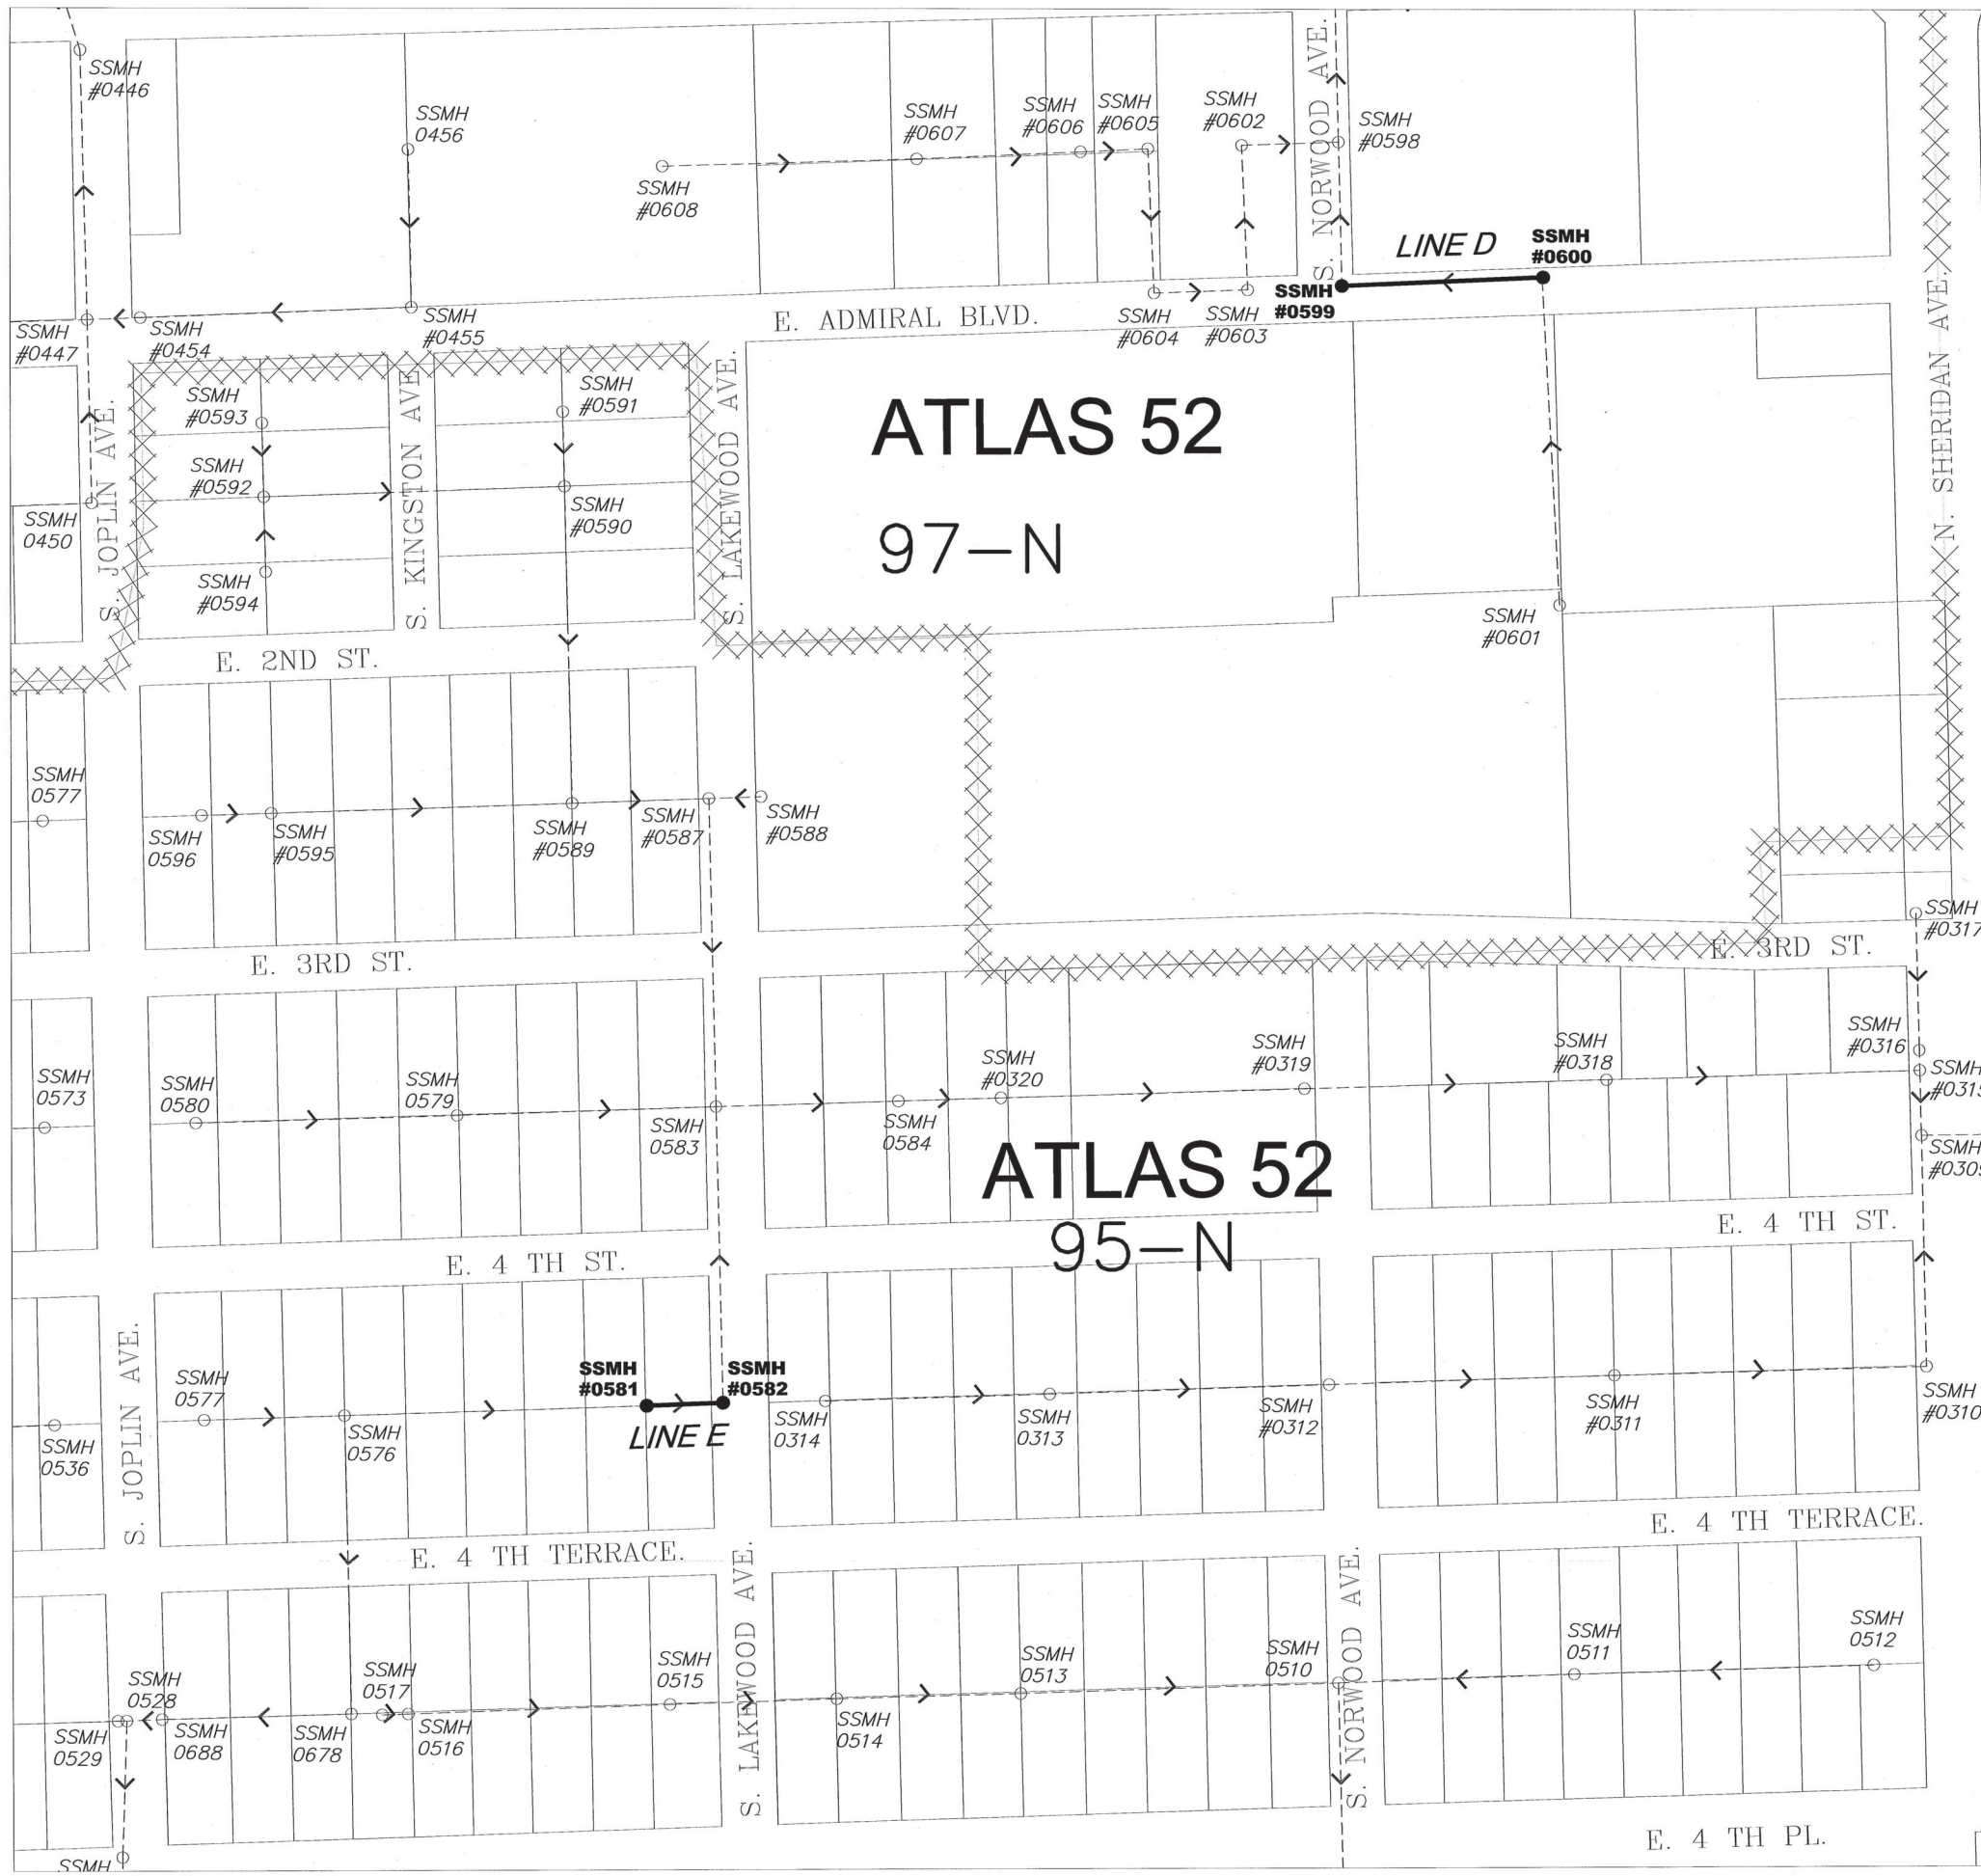 SSMH
#0446
SSMH
0456
SSMH
#0607
SSMH
#0606
SSMH
#0605
SSMH
#0602
S. NORWOOD AVE.
SSMH
#0598
SSMH
#0608
LINE D
SSMH
#0600
SSMH
#0447
SSMH
#0454
SSMH
#0455
E. ADMIRAL BLVD.
SSMH
#0604
SSMH
#0603
SSMH
#0599
N. SHERIDAN AVE.
SSMH
#0593
SSMH
#0591
SSMH
#0592
SSMH
#0590
SSMH
0450
SSMH
#0594
S. JOPLIN AVE.
S. KINGSTON AVE.
S. LAKEWOOD AVE.
ATLAS 52
97-N
SSMH
#0601
E. 2ND ST.
SSMH
0577
SSMH
0596
SSMH
#0595
SSMH
#0589
SSMH
#0587
SSMH
#0588
SSMH
#0317
E. 3RD ST.
E. 3RD ST.
SSMH
0573
SSMH
0580
SSMH
0579
SSMH
0583
SSMH
0584
SSMH
#0320
SSMH
#0319
SSMH
#0318
SSMH
#0316
SSMH
#0315
SSMH
#0309
ATLAS 52
95-N
E. 4 TH ST.
E. 4 TH ST.
SSMH
0536
S. JOPLIN AVE.
SSMH
0577
SSMH
0576
SSMH
#0581
SSMH
#0582
LINE E
SSMH
0314
SSMH
0313
SSMH
#0312
SSMH
#0311
SSMH
#0310
E. 4 TH TERRACE.
E. 4 TH TERRACE.
SSMH
0528
SSMH
0529
SSMH
0688
SSMH
0678
SSMH
0517
SSMH
0516
SSMH
0515
S. LAKEWOOD AVE.
SSMH
0514
SSMH
0513
SSMH
0510
S. NORWOOD AVE.
SSMH
0511
SSMH
0512
SSMH
E. 4 TH PL.